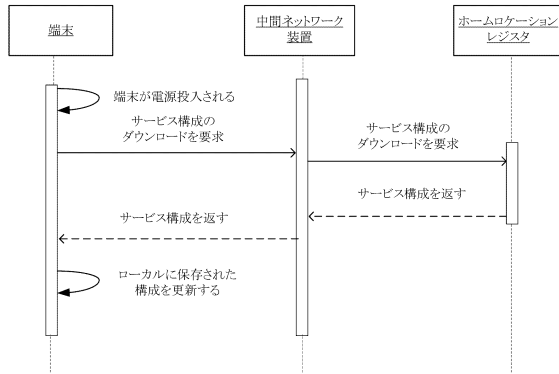 端末
中間ネットワーク
装置
ホームロケーション
レジスタ
端末が電源投入される
サービス構成の
ダウンロードを要求
サービス構成の
ダウンロードを要求
サービス構成を返す
サービス構成を返す
ローカルに保存された
構成を更新する